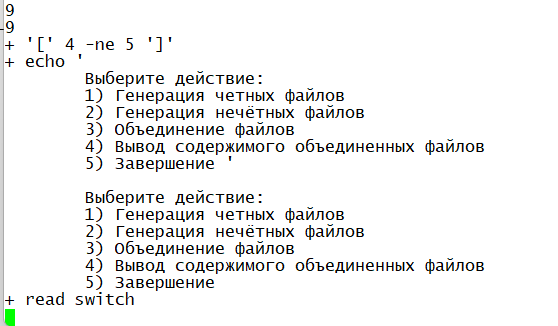 9
9
+ '[' 4 -ne 5 ']'
+ echo '
Выберите действие:
1) Генерация четных файлов
2) Генерация нечётных файлов
3) Объединение файлов
4) Вывод содержимого объединенных файлов
5) Завершение '
Выберите действие:
1) Генерация четных файлов
2) Генерация нечётных файлов
3) Объединение файлов
4) Вывод содержимого объединенных файлов
5) Завершение
+ read switch